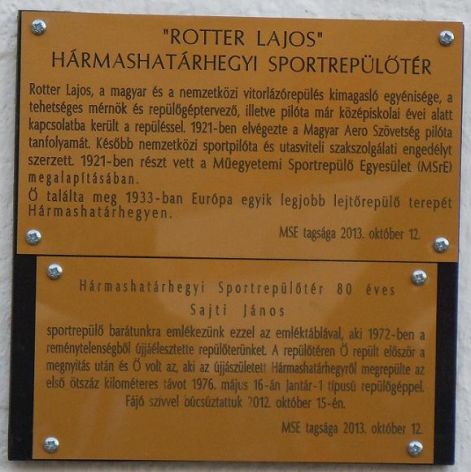 "ROTTER LAJOS"
HÁRMASHATÁRHEGYI SPORTREPÜLŐTÉR
Rotter Lajos, a magyar és a nemzetközi vitorlázórepülés kimagasló egyénisége, a
tehetséges mérnök és repülőgéptervező, illetve pilóta már középiskolai évei alatt
kapcsolatba került a repüléssel. 1921-ben elvégezte a Magyar Aero Szövetség pilóta
tanfolyamát. Később nemzetközi sportpilóta és utasviteli szakszolgálati engedélyt
szerzett. 1921-ben részt vett a Műegyetemi Sportrepülő Egyesület (MSrE)
megalapításában.
Ő találta meg 1933-ban Európa egyik legjobb lejtőrepülő terepét
Hármashatárhegyen.
MSE tagsága 2013. október 12.
Hármashatárhegyi Sportrepülőtér 80 éves
Sajti János
sportrepülő barátunkra emlékezünk ezzel az emléktáblával, aki 1972-ben a
reménytelenségből újjáélesztette repülőterünket. A repülőtéren Ő repült először a
megnyitás után és Ő volt az, aki az újjászületett Hármashatárhegyről megrepülte az
első ötszáz kilométeres távot 1976. május 16-án Jantár-1 típusú repülőgéppel.
Fájó szívvel búcsúztattuk 2012. október 15-én.
MSE tagsága 2013. október 12.